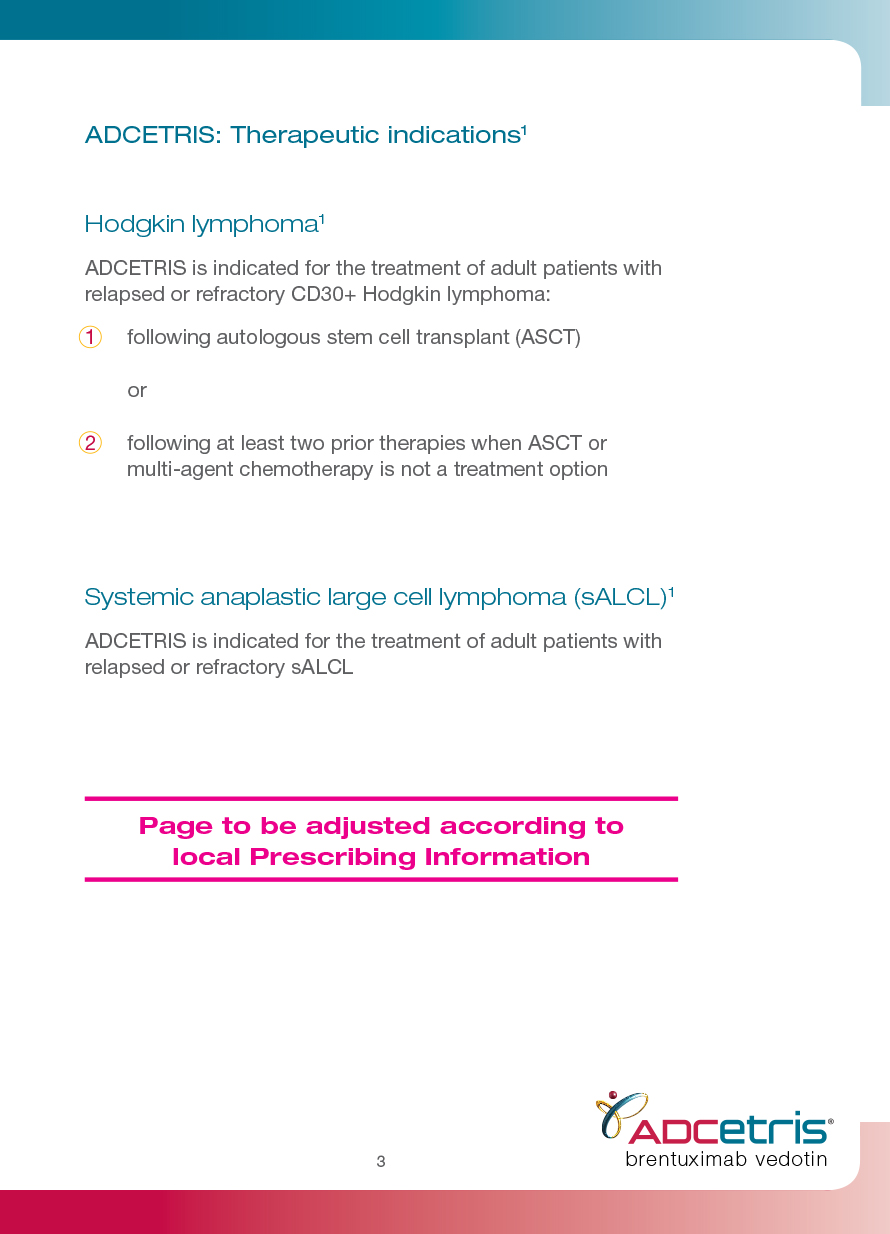 ADCETRIS: Therapeutic indications¹
Hodgkin lymphoma¹
ADCETRIS is indicated for the treatment of adult patients with
relapsed or refractory CD30+ Hodgkin lymphoma:
1 following autologous stem cell transplant (ASCT)
or
2 following at least two prior therapies when ASCT or
multi-agent chemotherapy is not a treatment option
Systemic anaplastic large cell lymphoma (sALCL)¹
ADCETRIS is indicated for the treatment of adult patients with
relapsed or refractory sALCL
Page to be adjusted according to
local Prescribing Information
ADCetris®
brentuximab vedotin
3